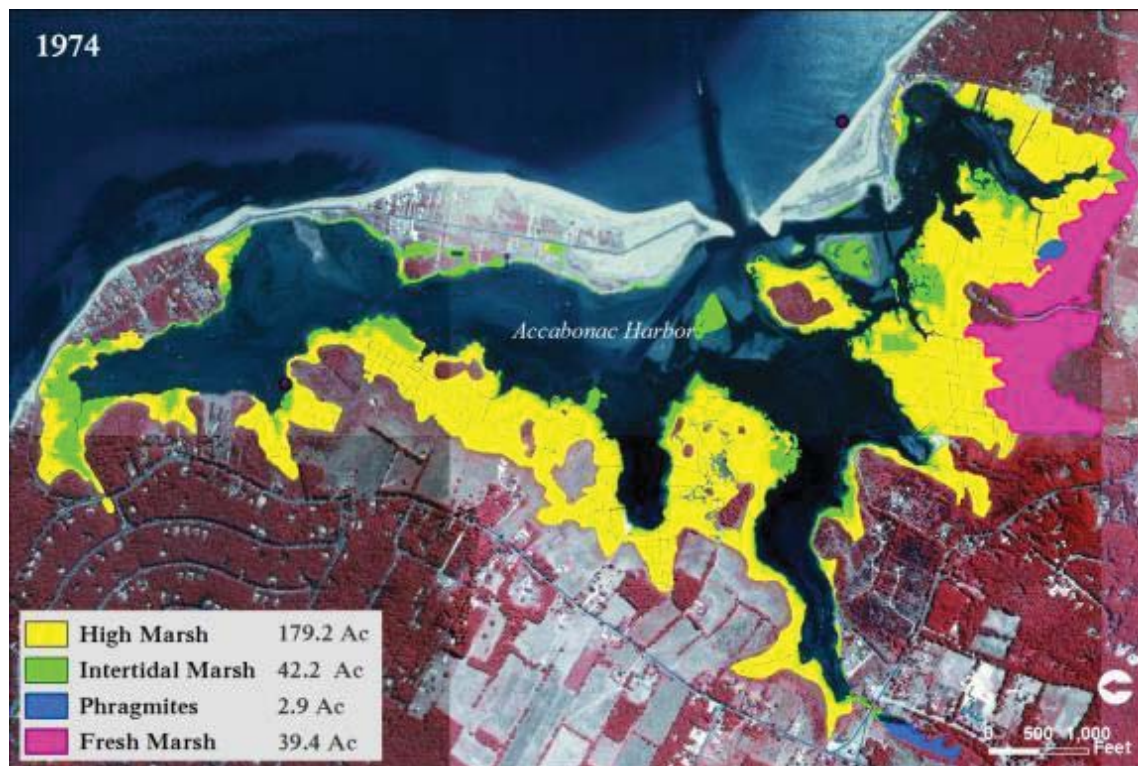 1974
Accabonac Harbor
High Marsh 179.2 Ac
Intertidal Marsh 42.2 Ac
Phragmites 2.9 Ac
Fresh Marsh 39.4 Ac
0 500 1,000
Feet